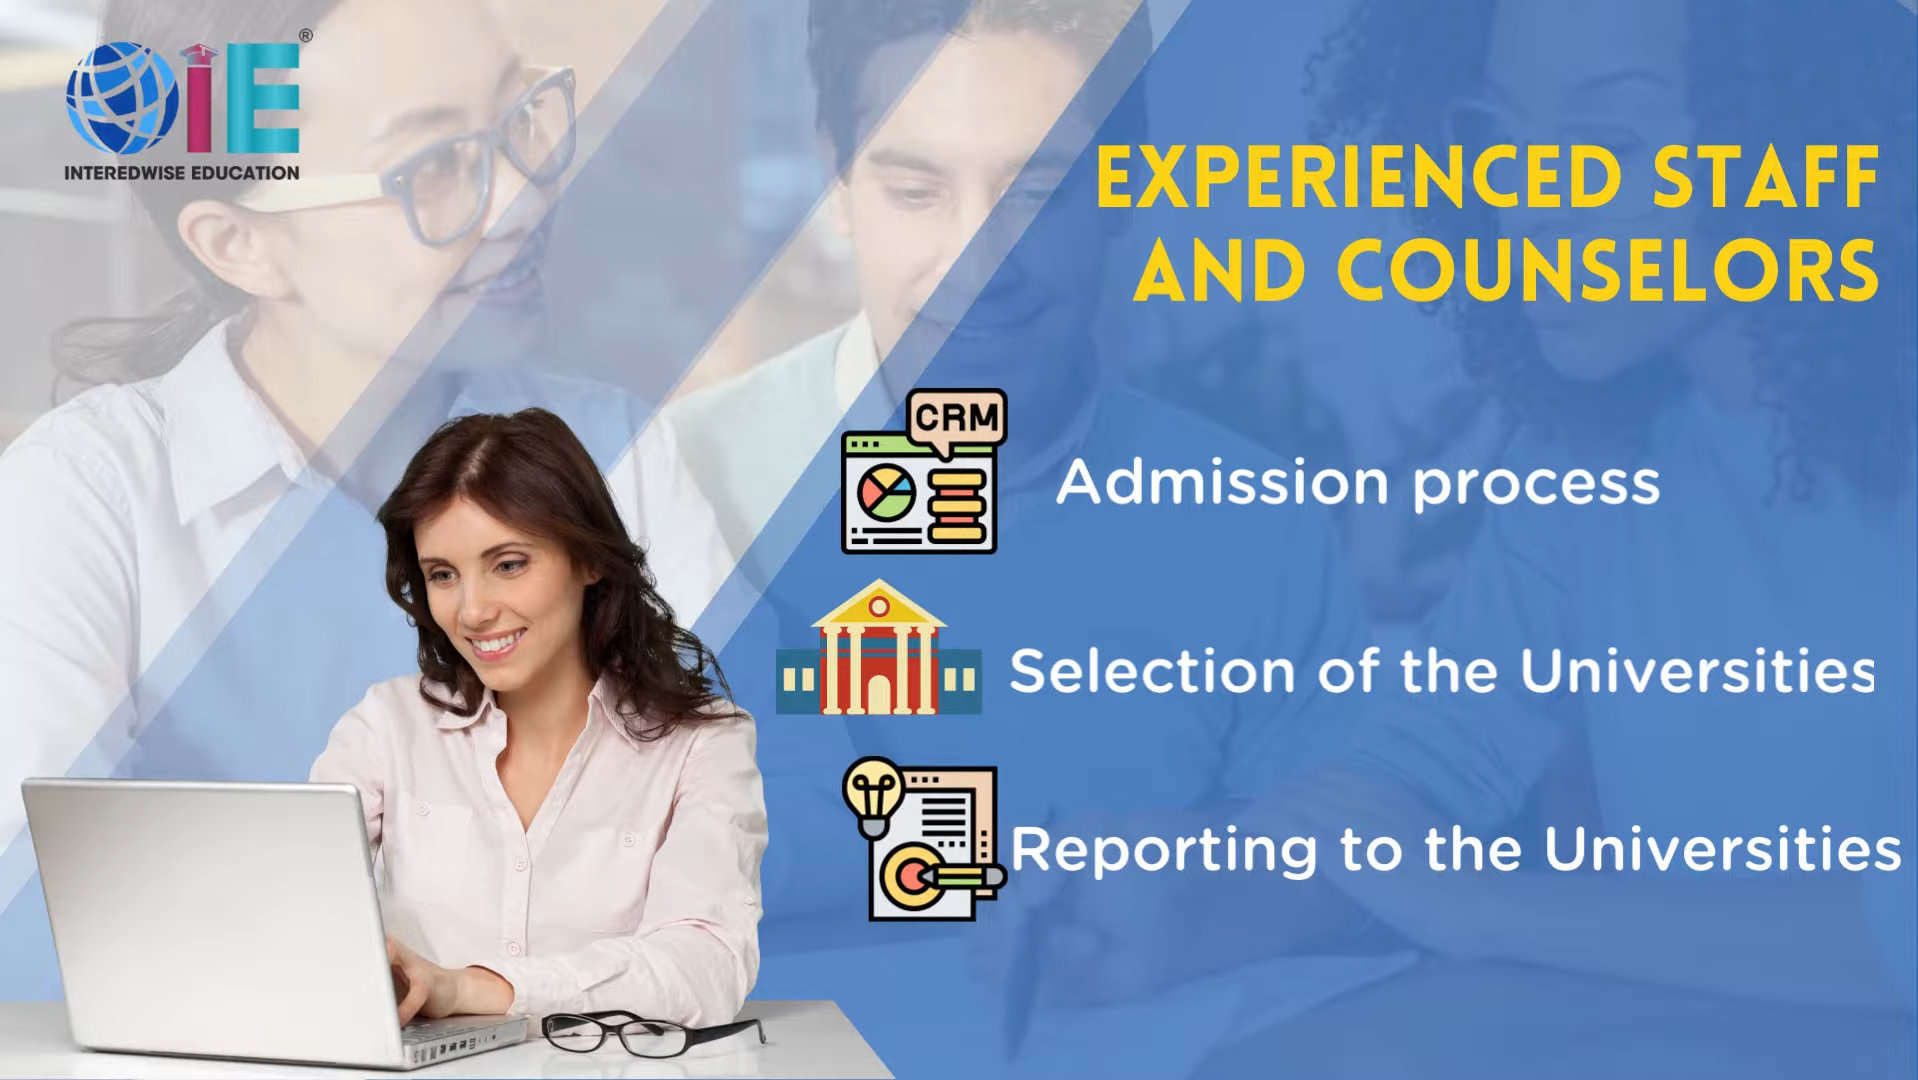 ®
INTEREDWISE EDUCATION
EXPERIENCED STAFF
AND COUNSELORS
CRM
Admission process
Selection of the Universities
Reporting to the Universities